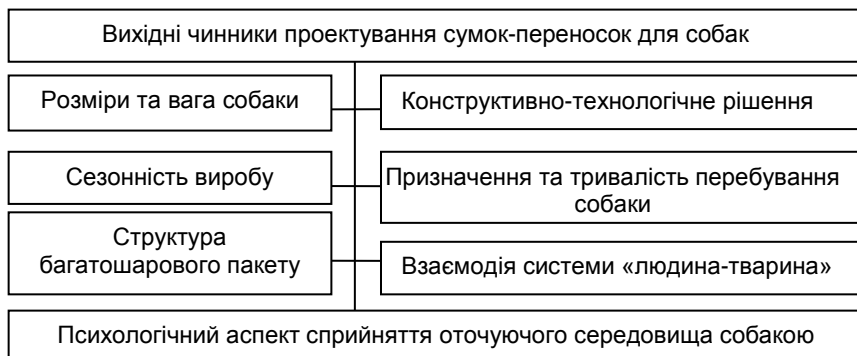 Вихідні чинники проектування сумок-переносок для собак
Розміри та вага собаки
Конструктивно-технологічне рішення
Сезонність виробу
Призначення та тривалість перебування
собаки
Структура
багатошарового пакету
Взаємодія системи «людина-тварина»
Психологічний аспект сприйняття оточуючого середовища собакою